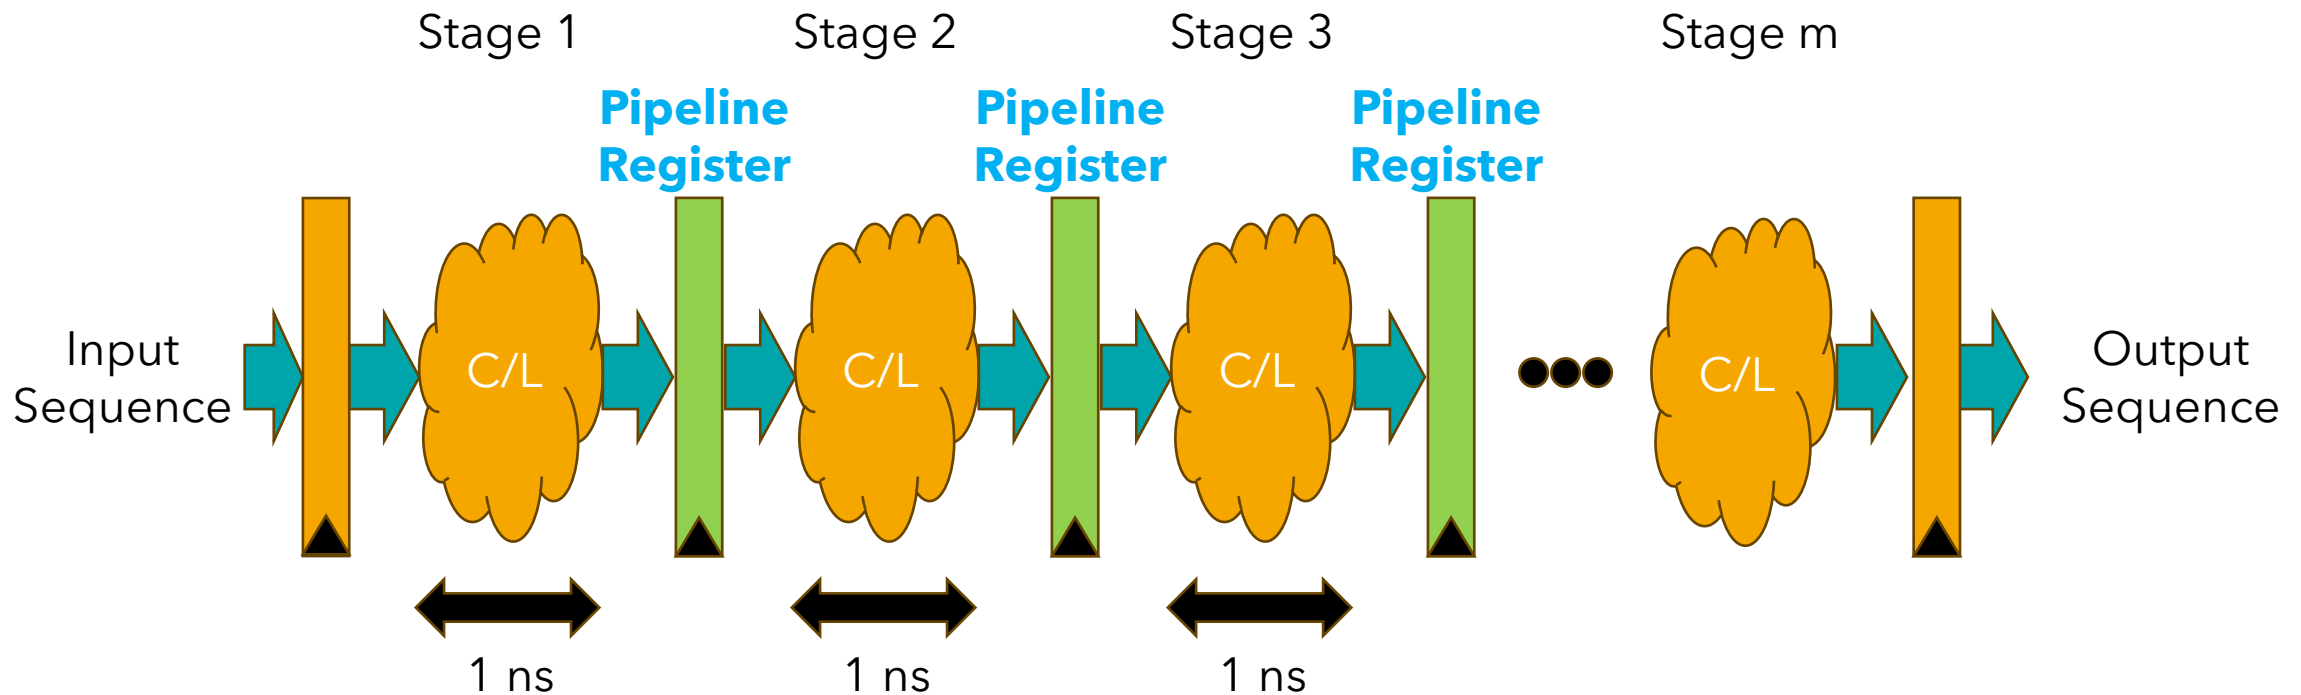 Stage 1
Stage 2
Stage 3
Stage m
Pipeline
Register
Pipeline
Register
Pipeline
Register
Input
Sequence
C/L
C/L
C/L
C/L
Output
Sequence
1 ns
1 ns
1 ns